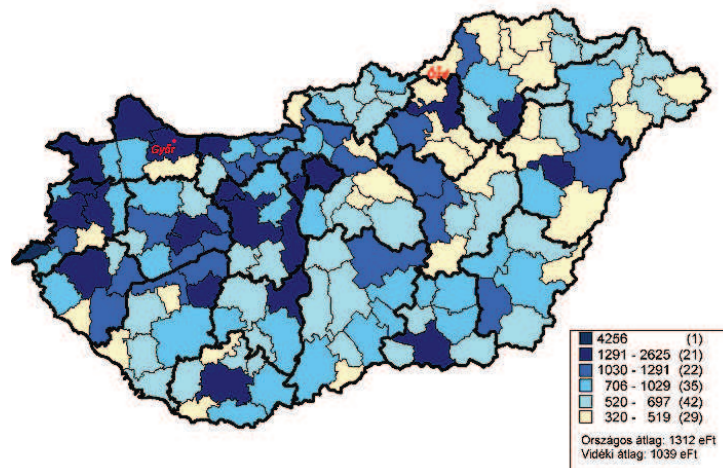 Ózd
Győr
4256 (1)
1291 - 2625 (21)
1030 - 1291 (22)
706 - 1029 (35)
520 - 697 (42)
320 - 519 (29)
Országos átlag: 1312 eFt
Vidéki átlag: 1039 eFt